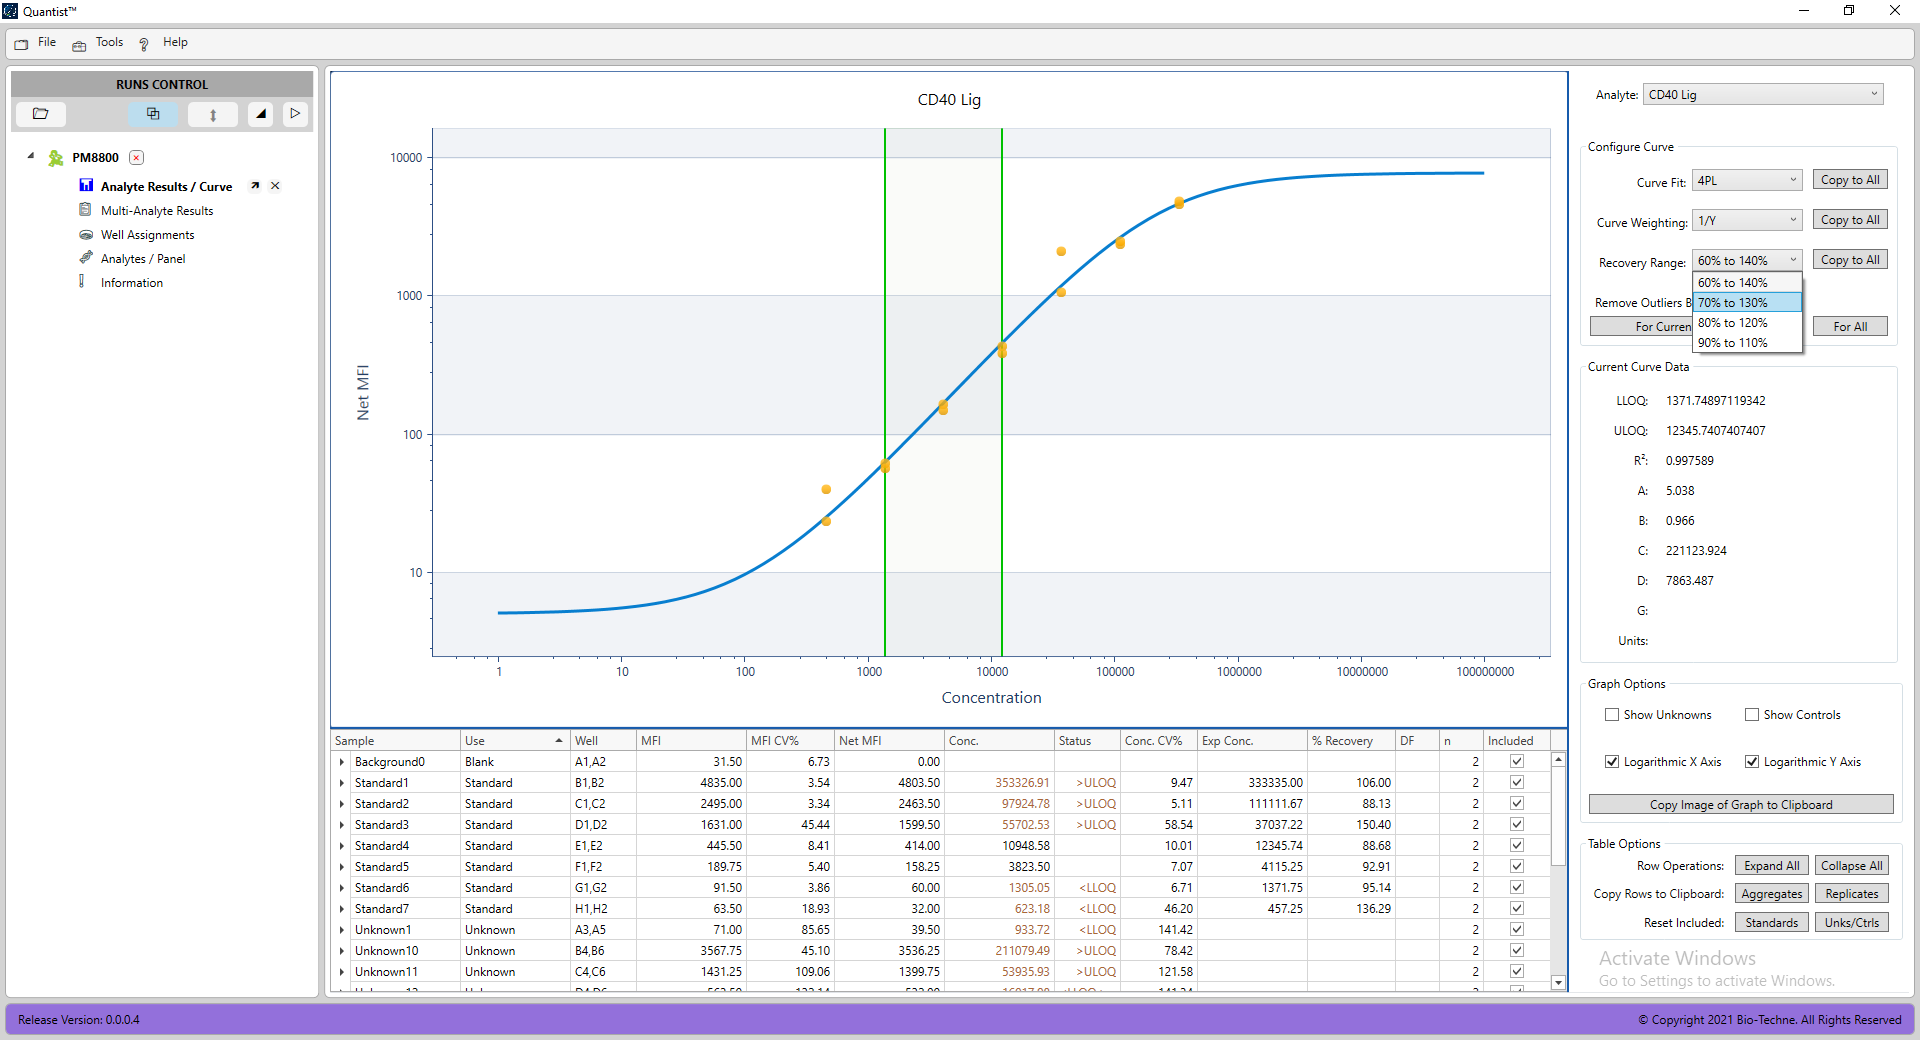 Quantist™
File Tools Help
RUNS CONTROL
PM8800
Analyte Results / Curve
Multi-Analyte Results
Well Assignments
Analytes / Panel
Information
CD40 Lig
Net MFI
10000
1000
100
10
1 10 100 1000 10000 100000 1000000 10000000 100000000
Concentration
Sample Use Well MFI MFI CV% Net MFI Conc. Status Conc. CV% Exp Conc. % Recovery DF n Included
Background0 Blank A1,A2 31.50 6.73 0.00 2
Standard1 Standard B1,B2 4835.00 3.54 4803.50 353326.91 >ULOQ 9.47 333335.00 106.00 2
Standard2 Standard C1,C2 2495.00 3.34 2463.50 97924.78 >ULOQ 5.11 111111.67 88.13 2
Standard3 Standard D1,D2 1631.00 45.44 1599.50 55702.53 >ULOQ 58.54 37037.22 150.40 2
Standard4 Standard E1,E2 445.50 8.41 414.00 10948.58 10.01 12345.74 88.68 2
Standard5 Standard F1,F2 189.75 5.40 158.25 3823.50 7.07 4115.25 92.91 2
Standard6 Standard G1,G2 91.50 3.86 60.00 1305.05 <LLOQ 6.71 1371.75 95.14 2
Standard7 Standard H1,H2 63.50 18.93 32.00 623.18 <LLOQ 46.20 457.25 136.29 2
Unknown1 Unknown A3,A5 71.00 85.65 39.50 933.72 <LLOQ 141.42 2
Unknown10 Unknown B4,B6 3567.75 45.10 3536.25 211079.49 >ULOQ 78.42 2
Unknown11 Unknown C4,C6 1431.25 109.06 1399.75 53935.93 >ULOQ 121.58 2
Analyte: CD40 Lig
Configure Curve
Curve Fit: 4PL Copy to All
Curve Weighting: 1/Y Copy to All
Recovery Range: 60% to 140% Copy to All
60% to 140%
Remove Outliers B 70% to 130%
80% to 120%
For Curren For All
90% to 110%
Current Curve Data
LLOQ: 1371.74897119342
ULOQ: 12345.7407407407
R²: 0.997589
A: 5.038
B: 0.966
C: 221123.924
D: 7863.487
G:
Units:
Graph Options
Show Unknowns Show Controls
Logarithmic X Axis Logarithmic Y Axis
Copy Image of Graph to Clipboard
Table Options
Row Operations: Expand All Collapse All
Copy Rows to Clipboard: Aggregates Replicates
Reset Included: Standards Unks/Ctrls
Activate Windows
Go to Settings to activate Windows.
Release Version: 0.0.0.4
© Copyright 2021 Bio-Techne. All Rights Reserved